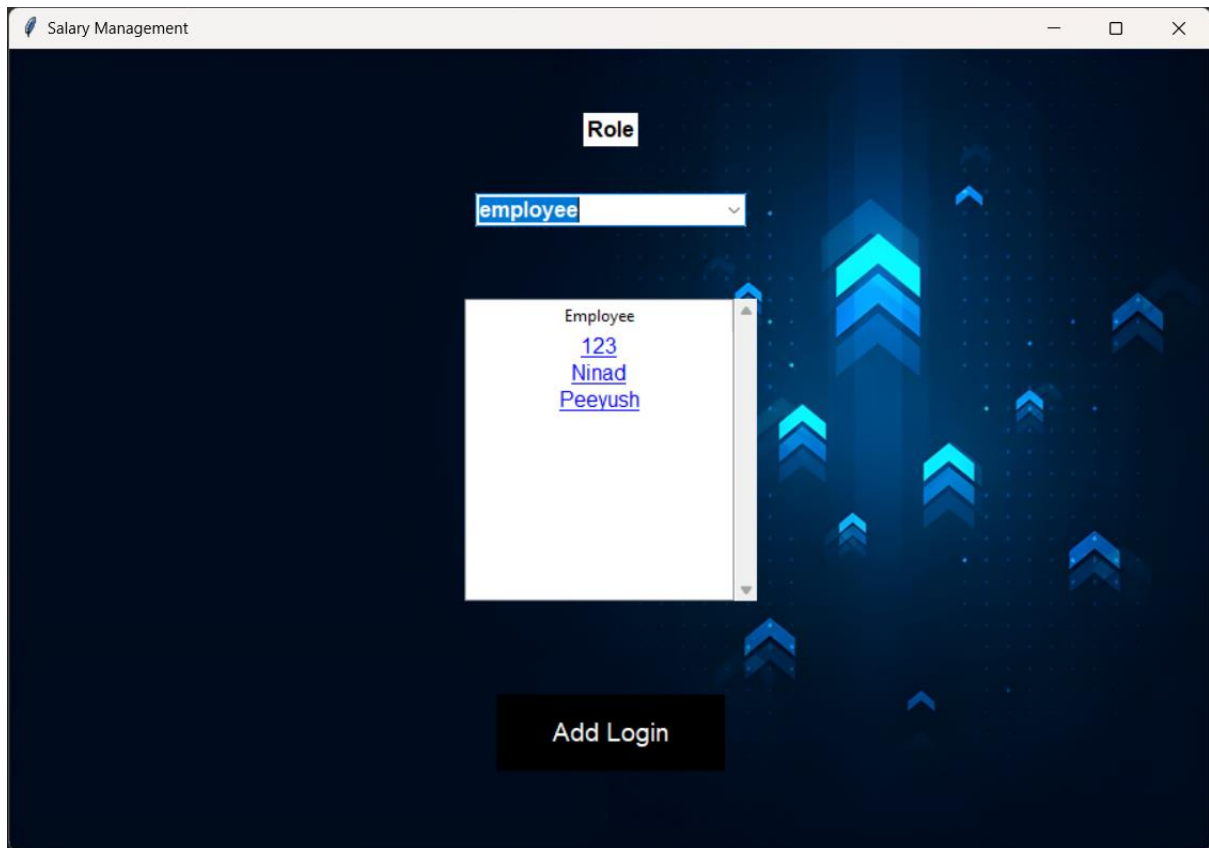 Salary Management
Role
employee
Employee
123
Ninad
Peeyush
Add Login